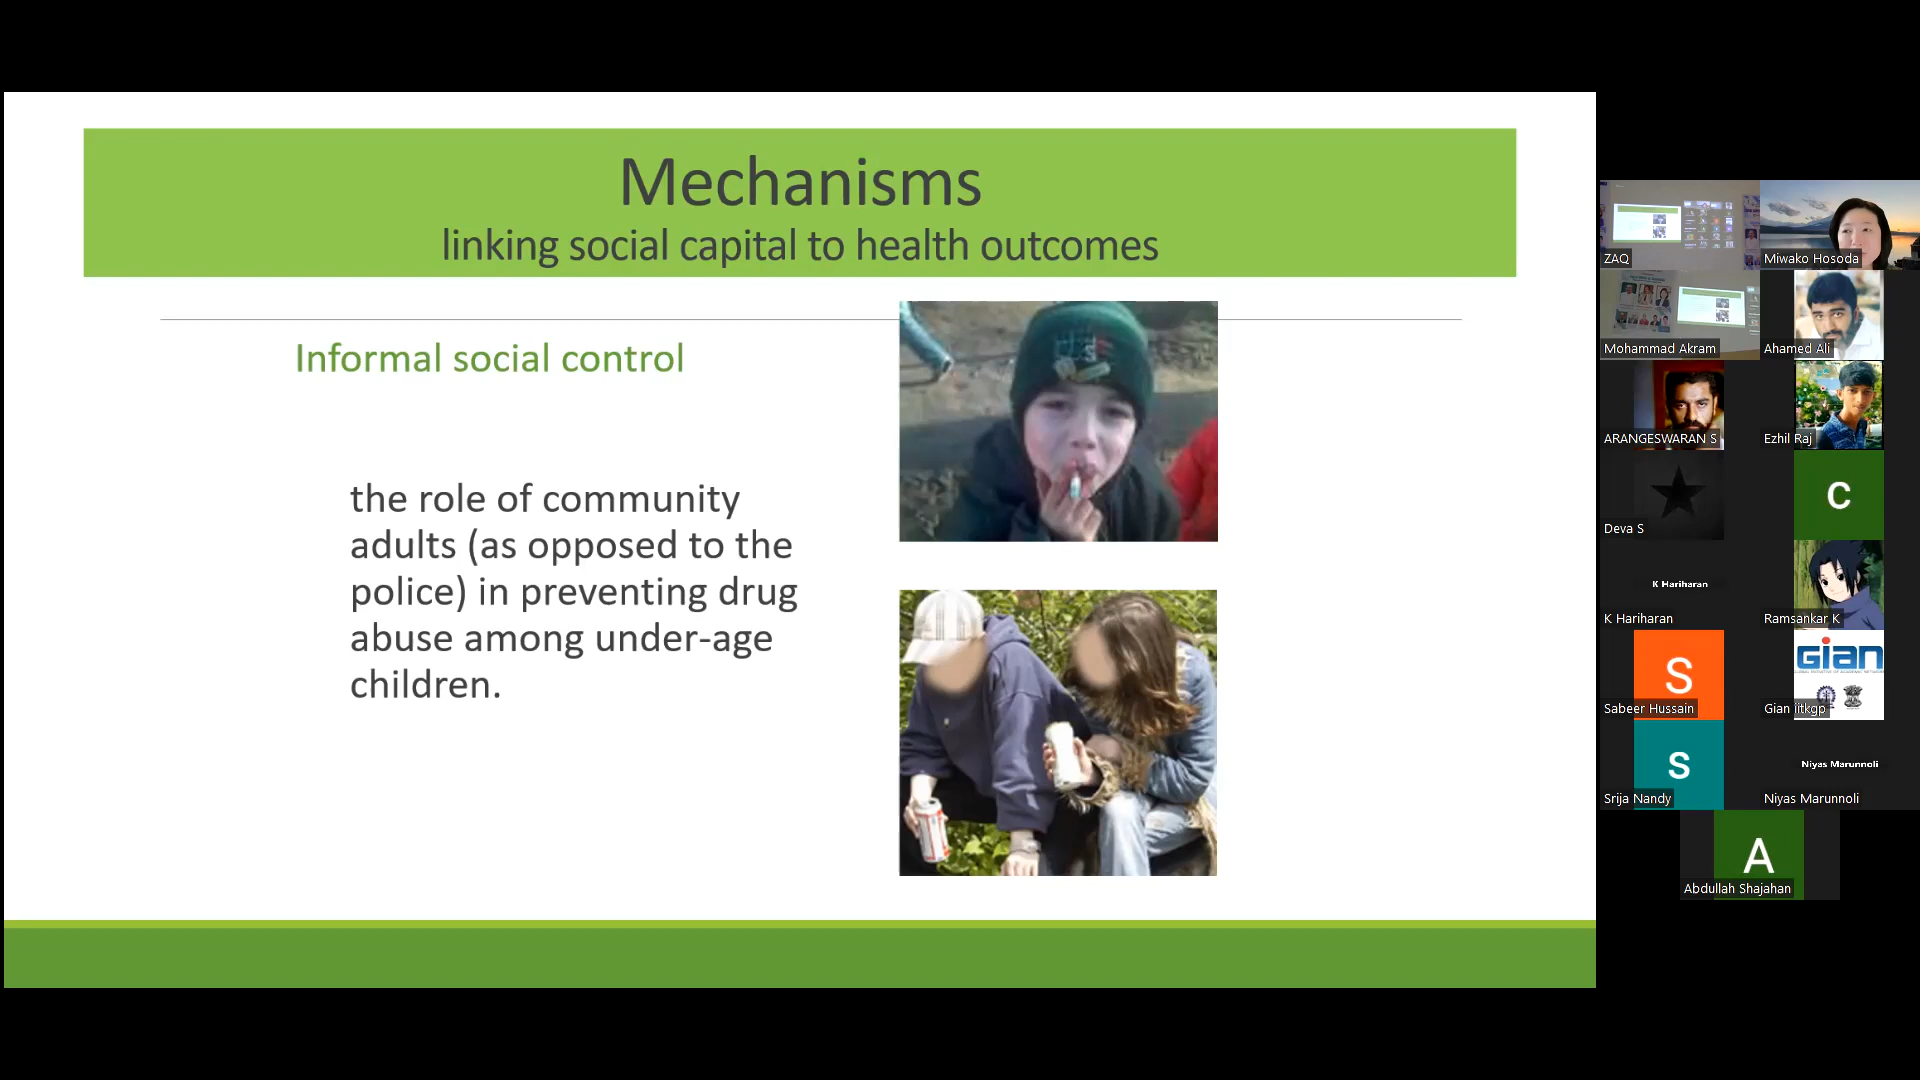 Mechanisms
linking social capital to health outcomes
Informal social control
the role of community
adults (as opposed to the
police) in preventing drug
abuse among under-age
children.
ZAQ
Miwako Hosoda
Mohammad Akram
Ahamed Ali
ARANGESWARAN S
Ezhil Raj
Deva S
C
K Hariharan
K Hariharan
Ramsankar K
S
Sabeer Hussain
Gian
Gian iitkgp
S
Srija Nandy
Niyas Marunnoli
Niyas Marunnoli
A
Abdullah Shajahan